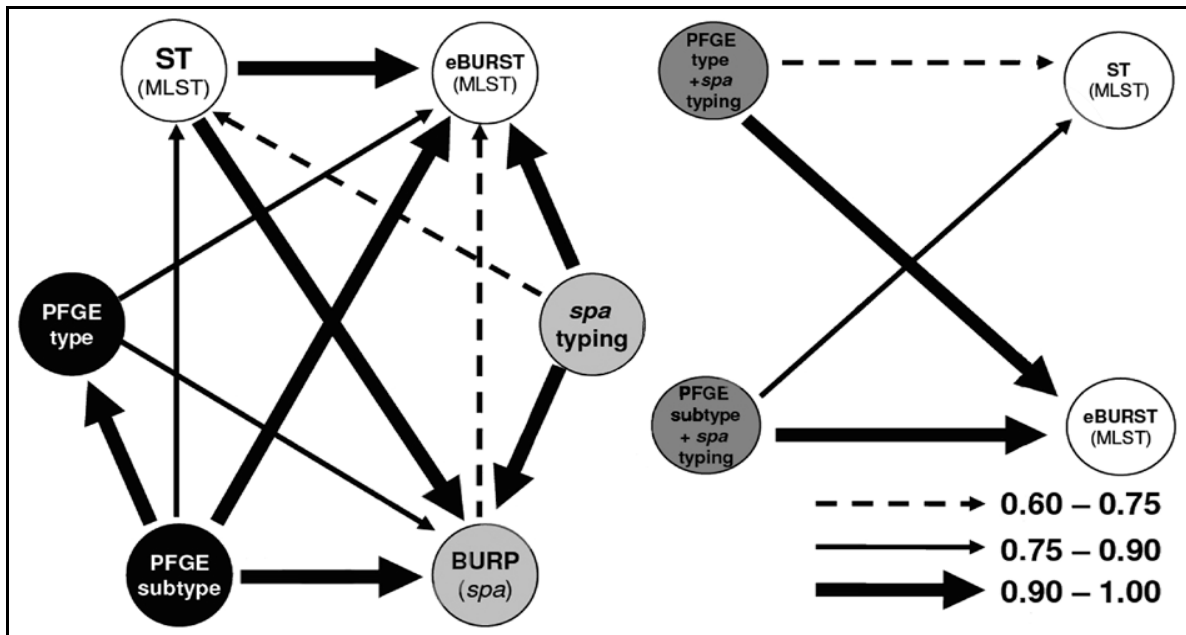 ST
(MLST)
eBURST
(MLST)
PFGE
type
spa
typing
PFGE
subtype
BURP
(spa)
PFGE
type
+spa
typing
ST
(MLST)
PFGE
subtype
+ spa
typing
eBURST
(MLST)
0.60 – 0.75
0.75 – 0.90
0.90 – 1.00